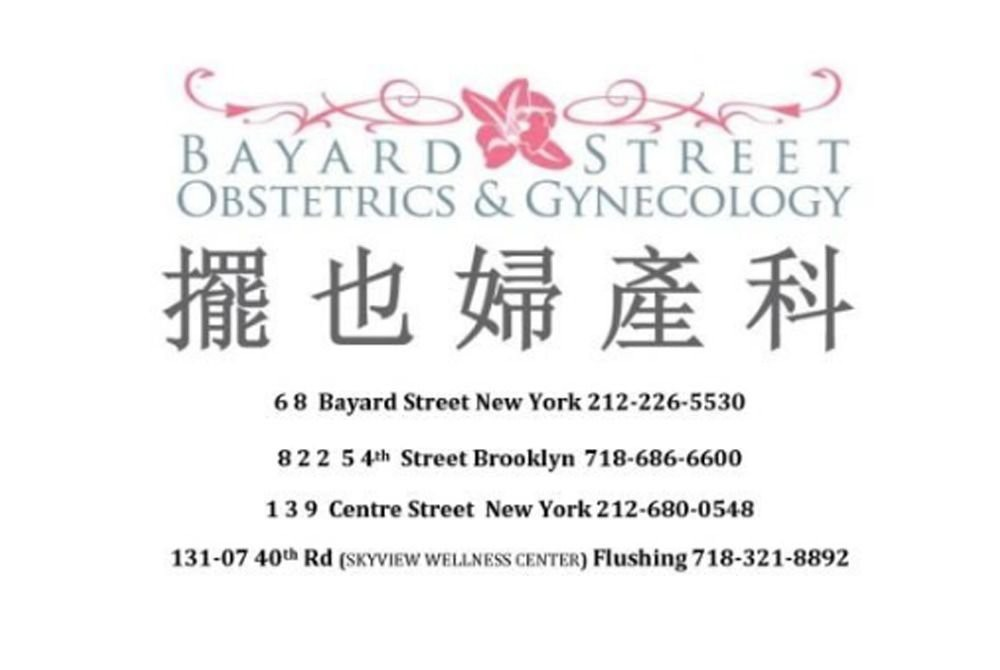 BAYARD STREET
OBSTETRICS & GYNECOLOGY
擺也婦產科
68 Bayard Street New York 212-226-5530
822 54th Street Brooklyn 718-686-6600
139 Centre Street New York 212-680-0548
131-07 40th Rd (SKYVIEW WELLNESS CENTER) Flushing 718-321-8892